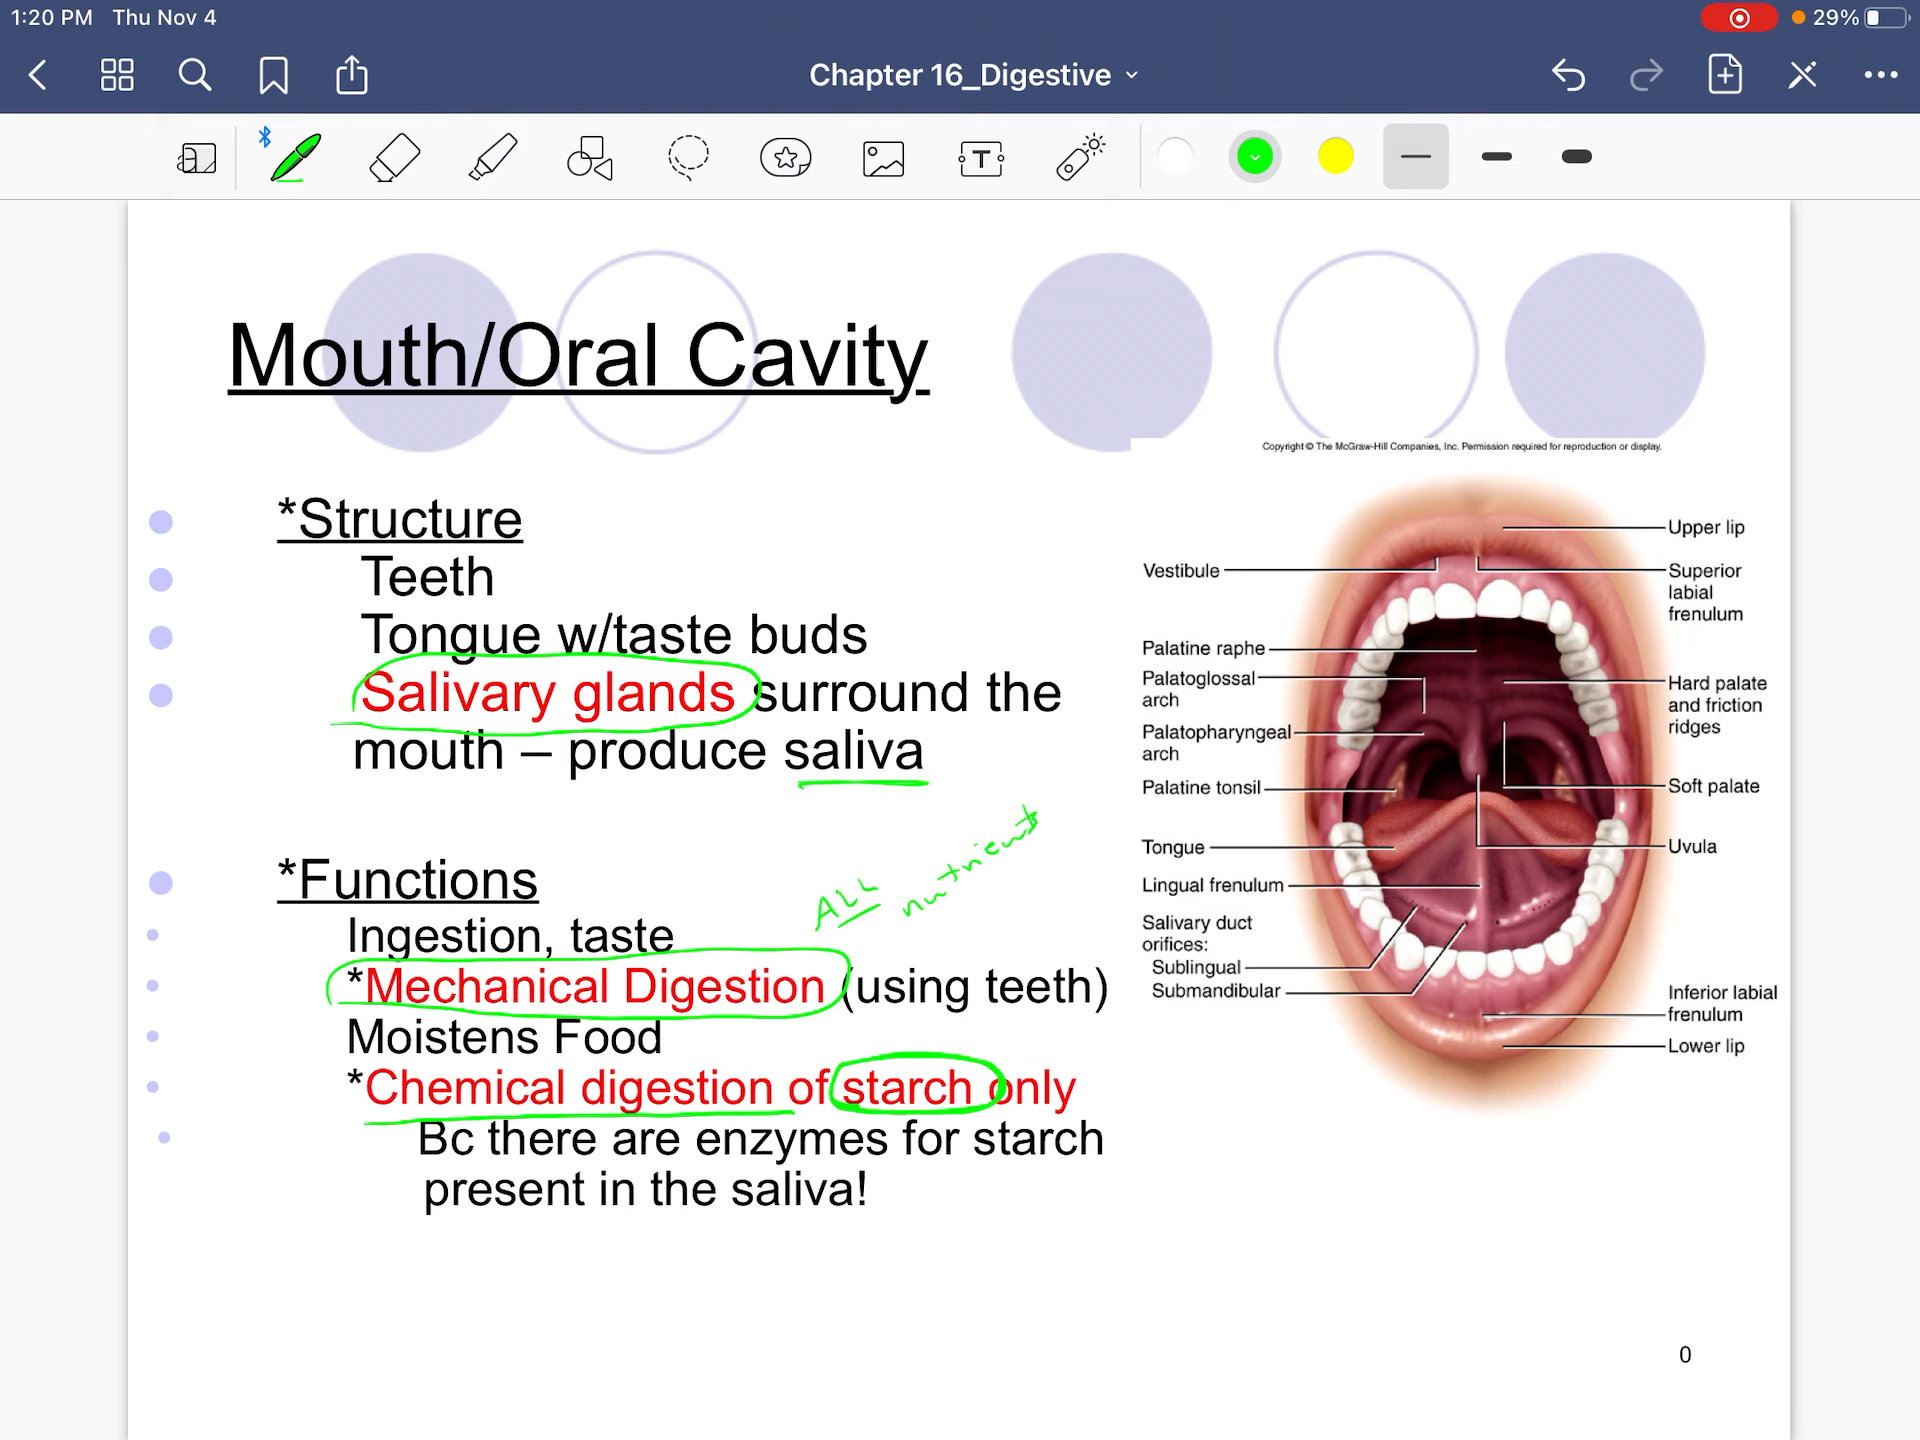 1:20 PM Thu Nov 4
29%
Chapter 16_Digestive
Mouth/Oral Cavity
Copyright © The McGraw-Hill Companies, Inc. Permission required for reproduction or display.
*Structure
Teeth
Tongue w/taste buds
Salivary glands surround the
mouth – produce saliva
*Functions
ALL nutrients
Ingestion, taste
*Mechanical Digestion (using teeth)
Moistens Food
*Chemical digestion of starch only
Bc there are enzymes for starch
present in the saliva!
Vestibule
Palatine raphe
Palatoglossal
arch
Palatopharyngeal
arch
Palatine tonsil
Tongue
Lingual frenulum
Salivary duct
orifices:
Sublingual
Submandibular
Upper lip
Superior
labial
frenulum
Hard palate
and friction
ridges
Soft palate
Uvula
Inferior labial
frenulum
Lower lip
0